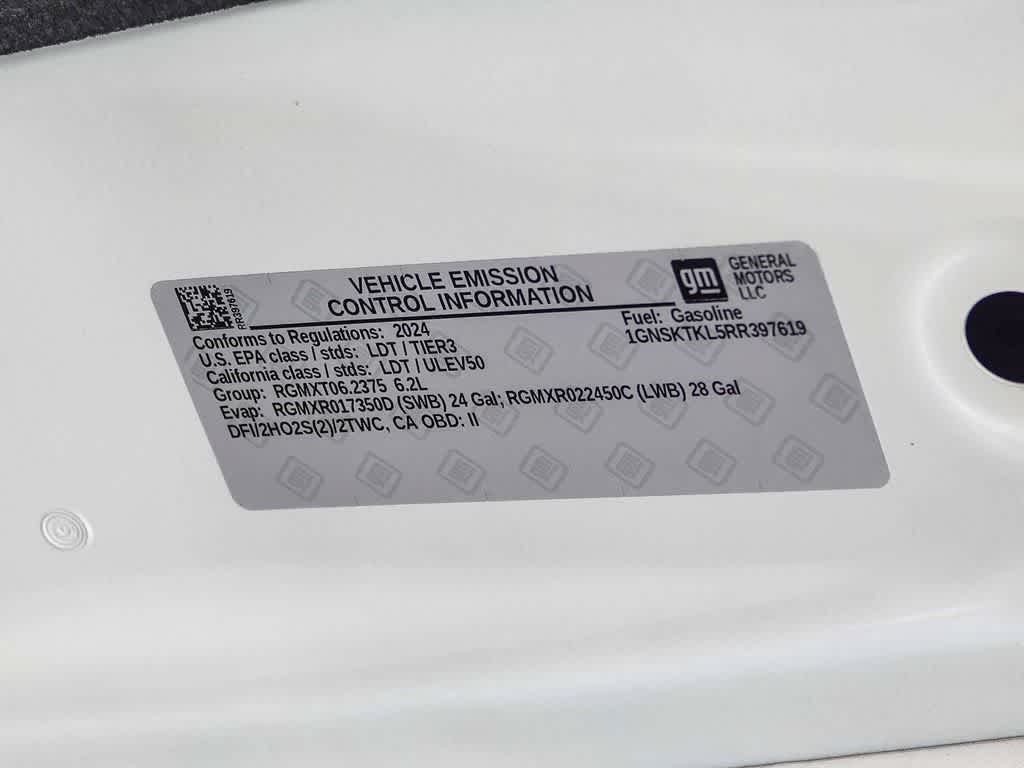 RR397619
VEHICLE EMISSION
CONTROL INFORMATION
gm
GENERAL
MOTORS
LLC
Conforms to Regulations: 2024
Fuel: Gasoline
U.S. EPA class / stds: LDT / TIER3
1GNSKTKL5RR397619
California class / stds: LDT / ULEV50
Group: RGMXT06.2375 6.2L
Evap: RGMXR017350D (SWB) 24 Gal; RGMXR022450C (LWB) 28 Gal
DFI/2HO2S(2)/2TWC, CA OBD: II